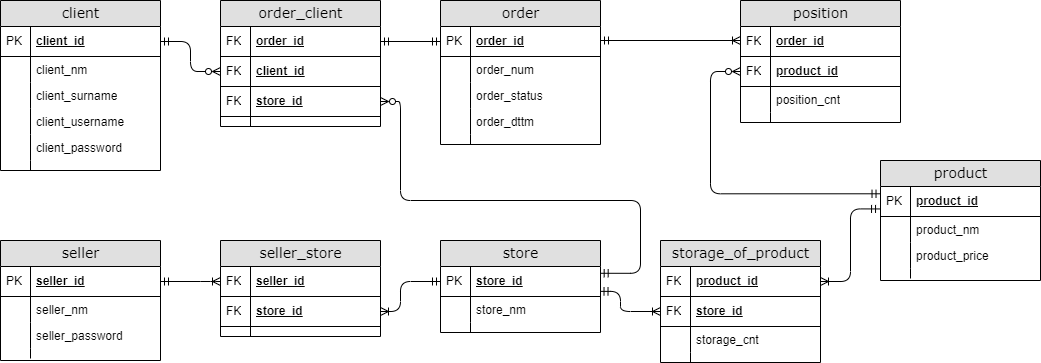 client
PK client_id
client_nm
client_surname
client_username
client_password
order_client
FK order_id
FK client_id
FK store_id
order
PK order_id
order_num
order_status
order_dttm
position
FK order_id
FK product_id
position_cnt
product
PK product_id
product_nm
product_price
seller
PK seller_id
seller_nm
seller_password
seller_store
FK seller_id
FK store_id
store
PK store_id
store_nm
storage_of_product
FK product_id
FK store_id
storage_cnt